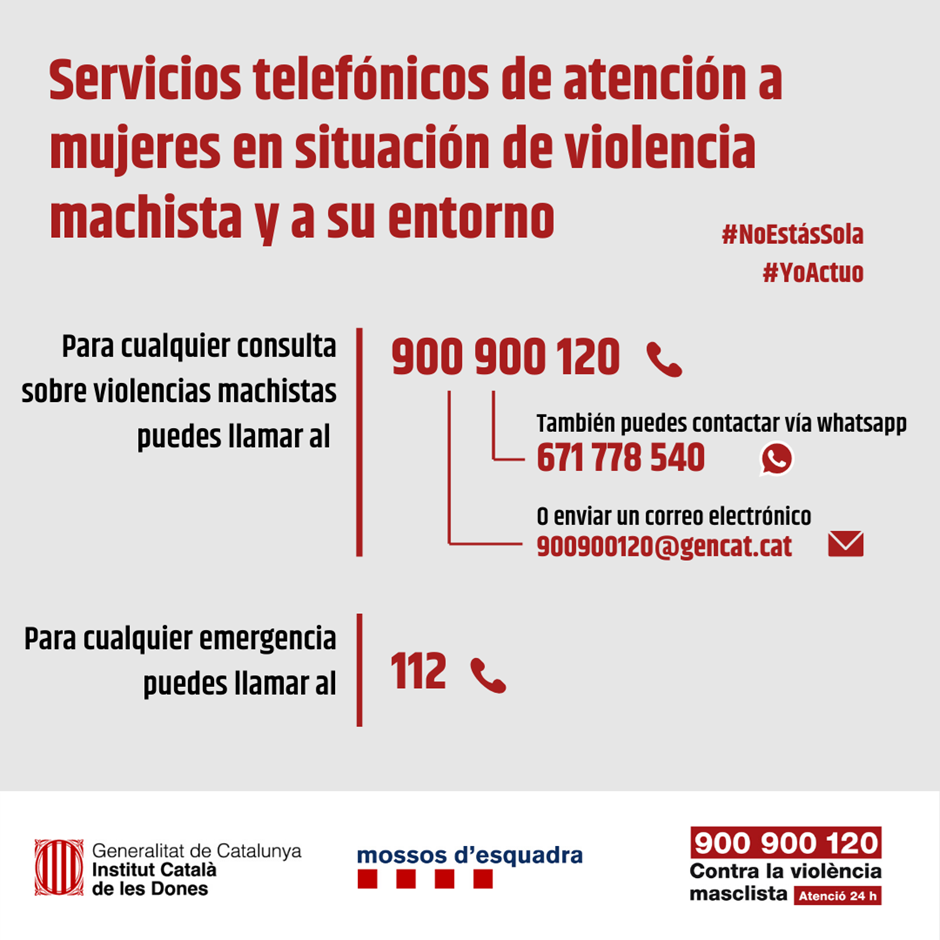 Servicios telefónicos de atención a
mujeres en situación de violencia
machista y a su entorno
#NoEstásSola
#YoActuo
Para cualquier consulta
sobre violencias machistas
puedes llamar al
900 900 120
También puedes contactar vía whatsapp
671 778 540
O enviar un correo electrónico
900900120@gencat.cat
Para cualquier emergencia
puedes llamar al
112
Generalitat de Catalunya
Institut Català
de les Dones
mossos d'esquadra
900 900 120
Contra la violència
masclista Atenció 24 h